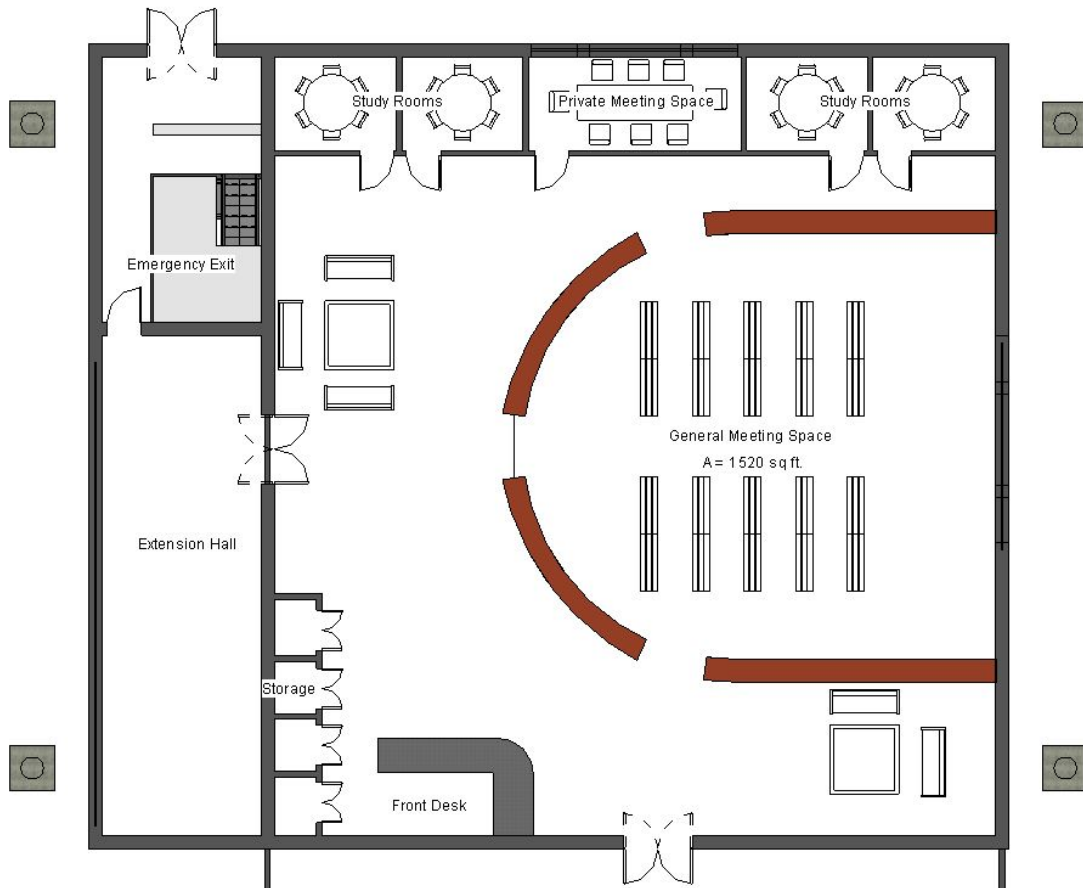 Study Rooms
Private Meeting Space
Study Rooms
Emergency Exit
General Meeting Space
A= 1520 sq ft.
Extension Hall
Storage
Front Desk